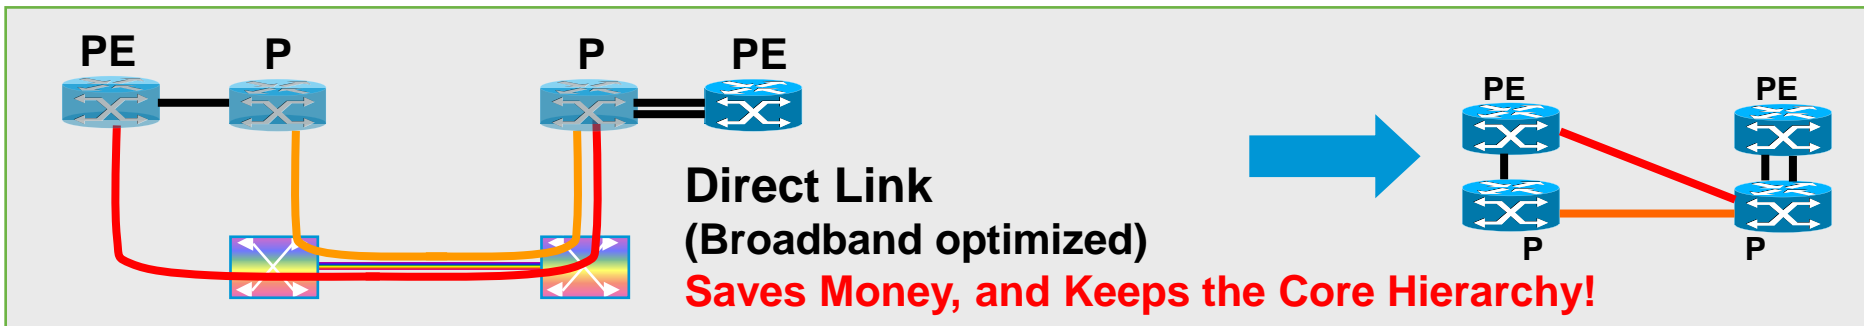 PE P P PE
PE PE
Direct Link
(Broadband optimized)
P P
Saves Money, and Keeps the Core Hierarchy!